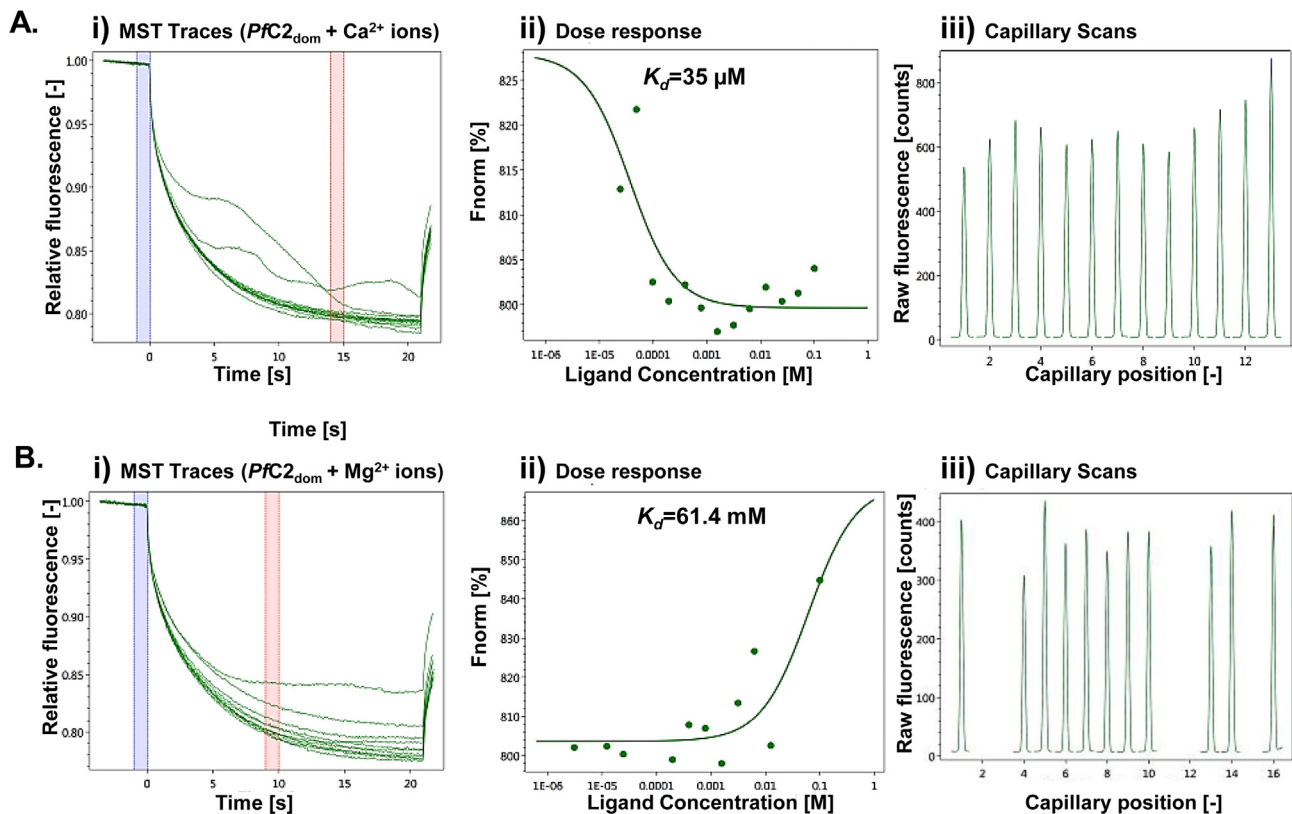 A.
i) MST Traces (PfC2dom + Ca²⁺ ions)
Relative fluorescence [-]
1.00
0.95
0.90
0.85
0.80
0 5 10 15 20
Time [s]
ii) Dose response
Kd=35 µM
Fnorm [%]
825
820
815
810
805
800
1E-06 1E-05 0.0001 0.001 0.01 0.1 1
Ligand Concentration [M]
iii) Capillary Scans
Raw fluorescence [counts]
800
600
400
200
0
2 4 6 8 10 12
Capillary position [-]
Time [s]
B.
i) MST Traces (PfC2dom + Mg²⁺ ions)
Relative fluorescence [-]
1.00
0.95
0.90
0.85
0.80
0 5 10 15 20
Time [s]
ii) Dose response
Kd=61.4 mM
Fnorm [%]
860
850
840
830
820
810
800
1E-06 1E-05 0.0001 0.001 0.01 0.1 1
Ligand Concentration [M]
iii) Capillary Scans
Raw fluorescence [counts]
400
300
200
100
0
2 4 6 8 10 12 14 16
Capillary position [-]